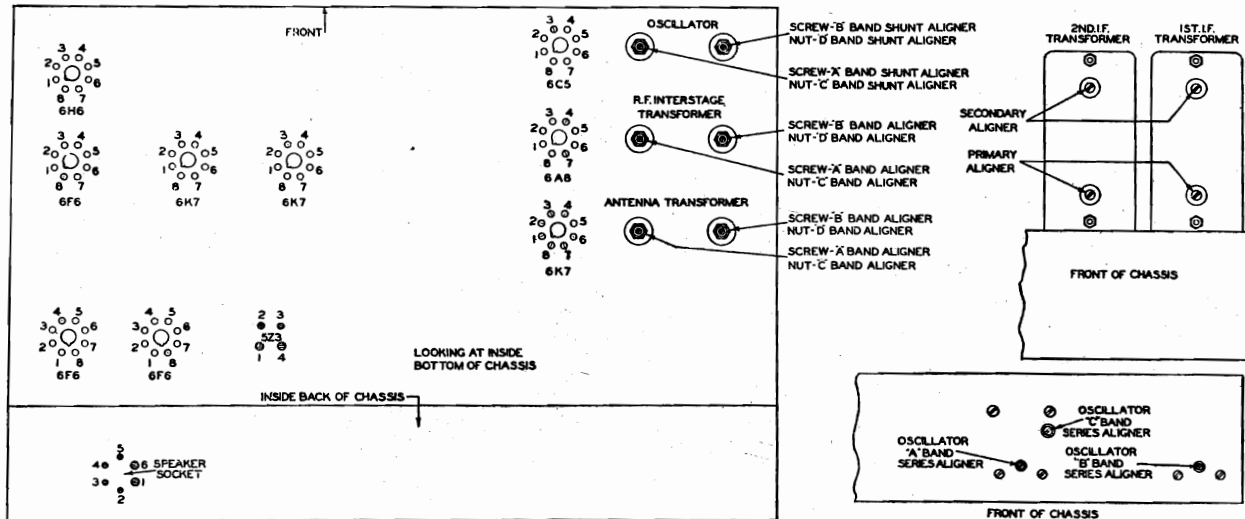 FRONT
3 4
2 5
1 6
8 7
6H6
3 4
2 5
1 6
8 7
6F6
3 4
2 5
1 6
8 7
6K7
3 4
2 5
1 6
8 7
6K7
3 4
2 5
1 6
8 7
6C5
3 4
2 5
1 6
8 7
6A8
3 4
2 5
1 6
8 7
6K7
OSCILLATOR
R.F. INTERSTAGE
TRANSFORMER
ANTENNA TRANSFORMER
SCREW-"B" BAND SHUNT ALIGNER
NUT-"D" BAND SHUNT ALIGNER
SCREW-"A" BAND SHUNT ALIGNER
NUT-"C" BAND SHUNT ALIGNER
SCREW-"B" BAND ALIGNER
NUT-"D" BAND ALIGNER
SCREW-"A" BAND ALIGNER
NUT-"C" BAND ALIGNER
SCREW-"B" BAND ALIGNER
NUT-"D" BAND ALIGNER
SCREW-"A" BAND ALIGNER
NUT-"C" BAND ALIGNER
4 5
3 6
2 7
1 8
6F6
4 5
3 6
2 7
1 8
6F6
2 3
5Z3
1 4
LOOKING AT INSIDE
BOTTOM OF CHASSIS
INSIDE BACK OF CHASSIS
5
4 6
3 1
2
SPEAKER
SOCKET
2ND.I.F.
TRANSFORMER
1ST.I.F.
TRANSFORMER
SECONDARY
ALIGNER
PRIMARY
ALIGNER
FRONT OF CHASSIS
OSCILLATOR
"C" BAND
SERIES ALIGNER
OSCILLATOR
"A" BAND
SERIES ALIGNER
OSCILLATOR
"B" BAND
SERIES ALIGNER
FRONT OF CHASSIS